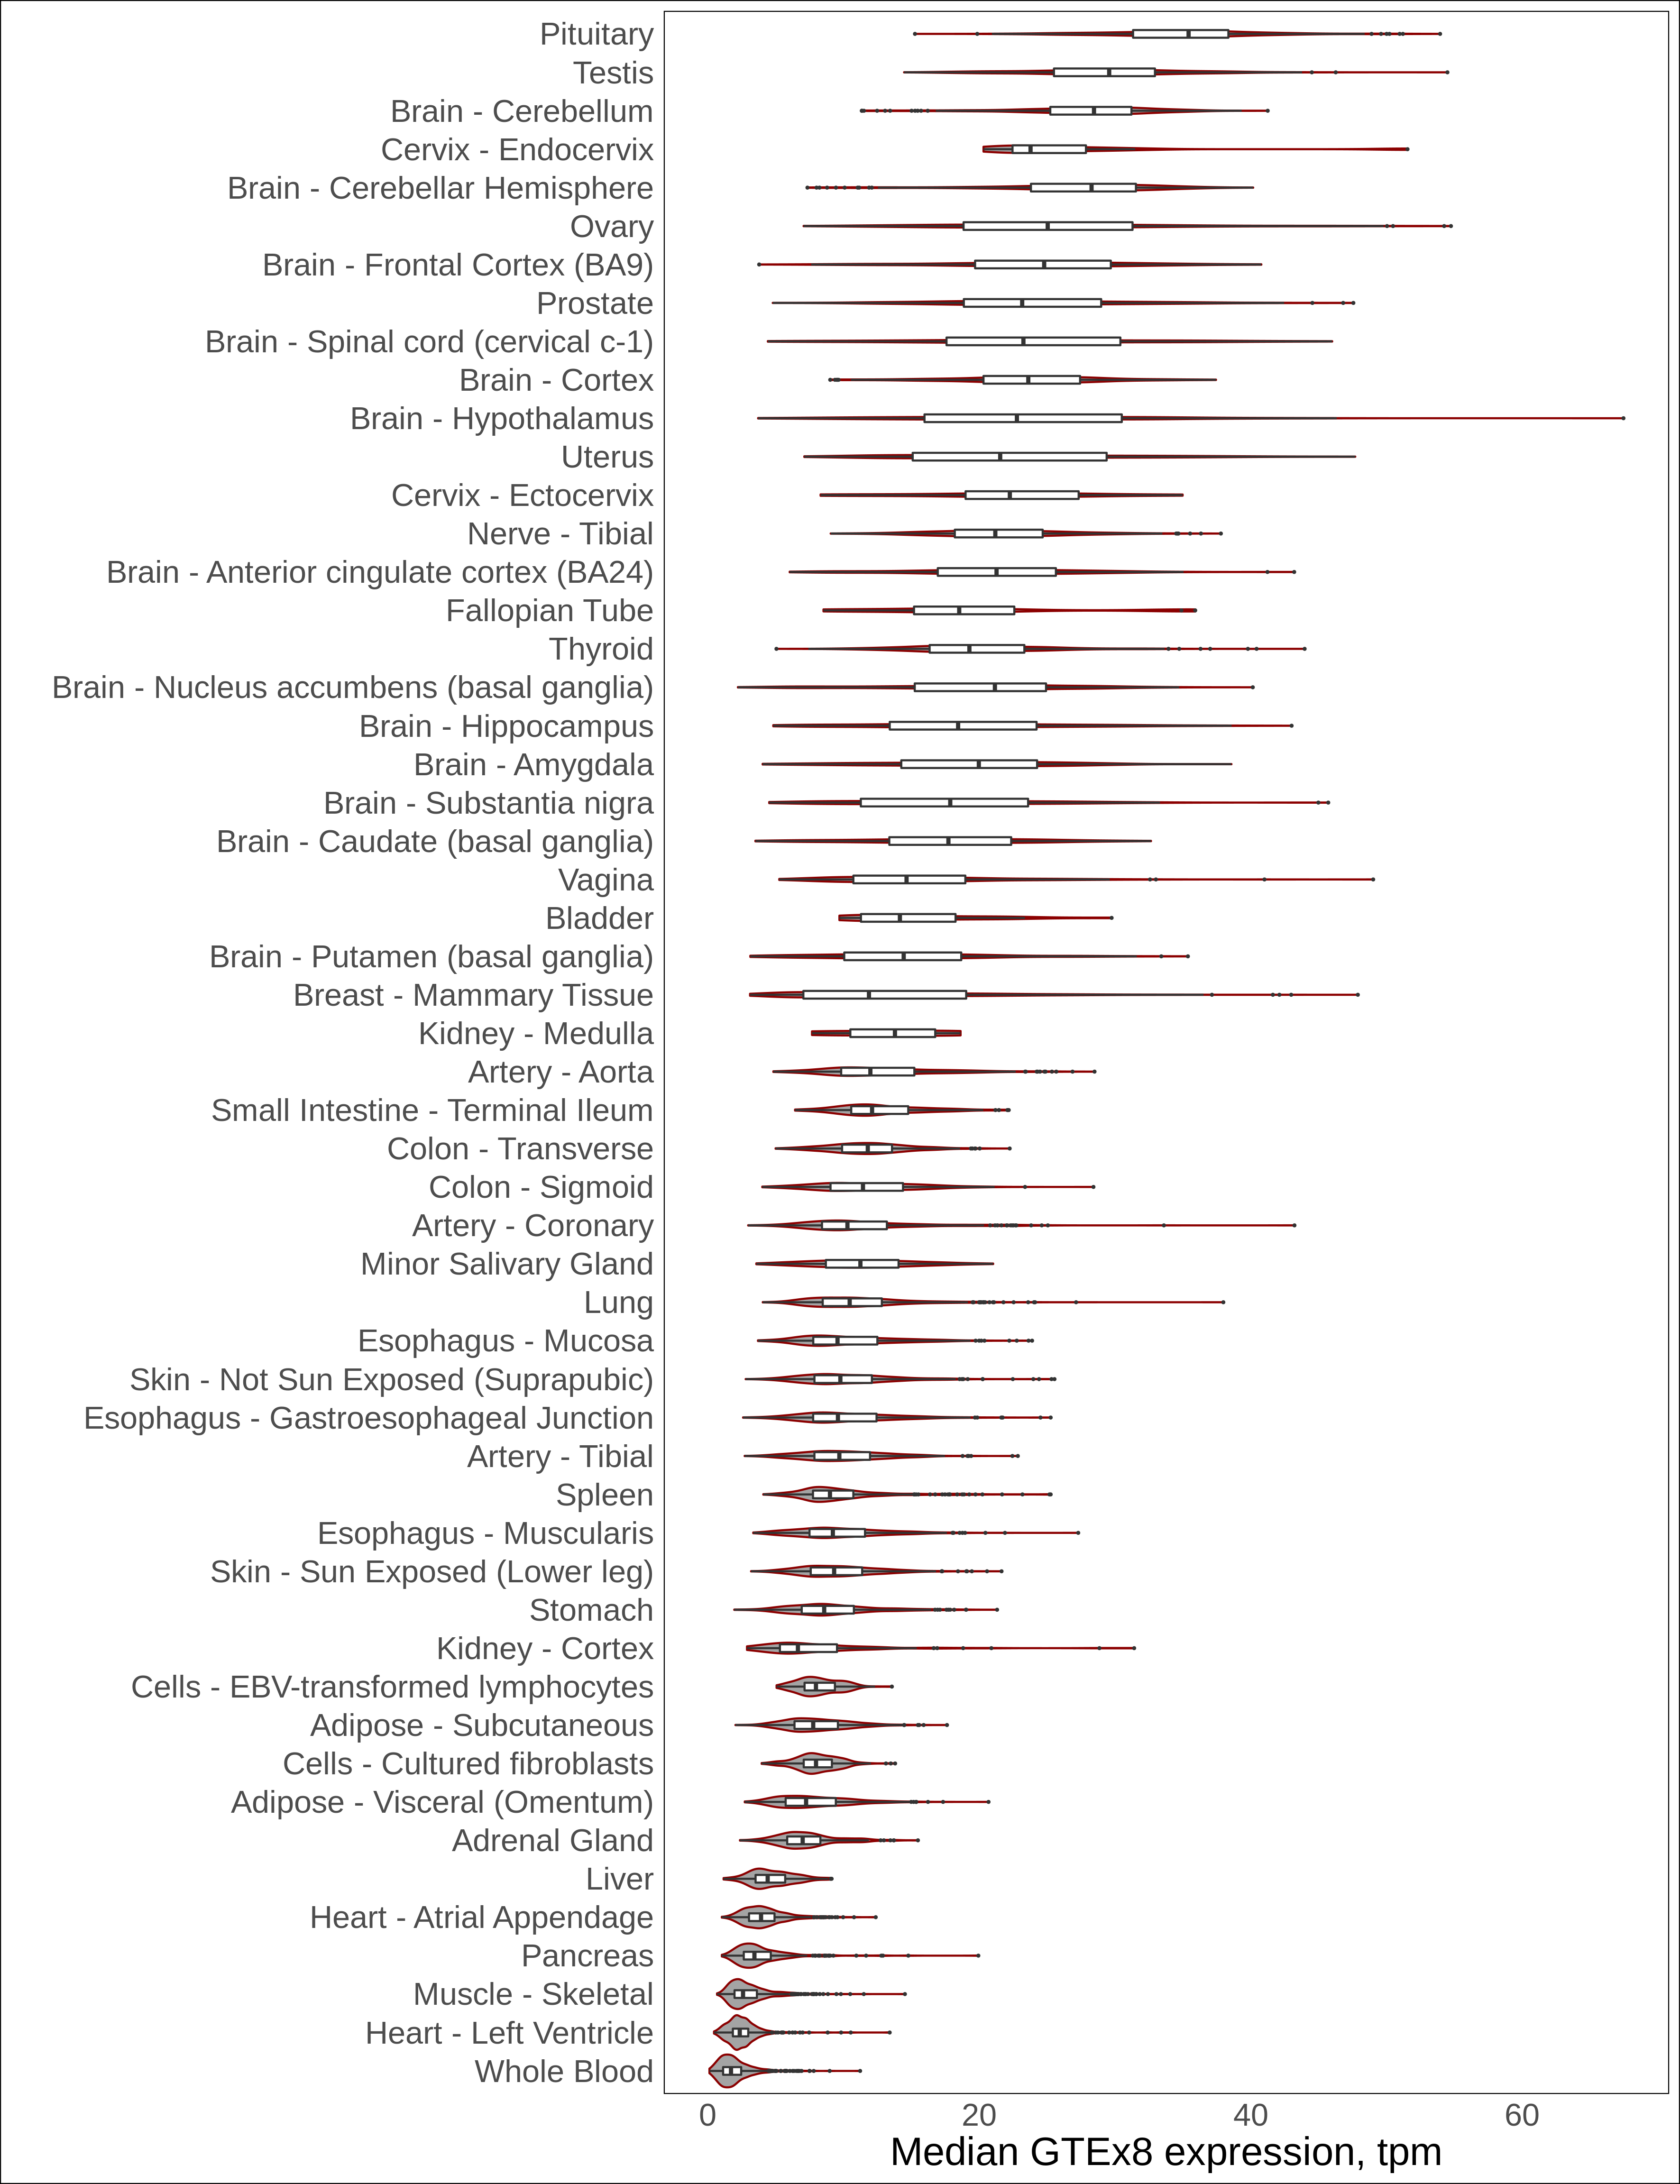 Pituitary
Testis
Brain - Cerebellum
Cervix - Endocervix
Brain - Cerebellar Hemisphere
Ovary
Brain - Frontal Cortex (BA9)
Prostate
Brain - Spinal cord (cervical c-1)
Brain - Cortex
Brain - Hypothalamus
Uterus
Cervix - Ectocervix
Nerve - Tibial
Brain - Anterior cingulate cortex (BA24)
Fallopian Tube
Thyroid
Brain - Nucleus accumbens (basal ganglia)
Brain - Hippocampus
Brain - Amygdala
Brain - Substantia nigra
Brain - Caudate (basal ganglia)
Vagina
Bladder
Brain - Putamen (basal ganglia)
Breast - Mammary Tissue
Kidney - Medulla
Artery - Aorta
Small Intestine - Terminal Ileum
Colon - Transverse
Colon - Sigmoid
Artery - Coronary
Minor Salivary Gland
Lung
Esophagus - Mucosa
Skin - Not Sun Exposed (Suprapubic)
Esophagus - Gastroesophageal Junction
Artery - Tibial
Spleen
Esophagus - Muscularis
Skin - Sun Exposed (Lower leg)
Stomach
Kidney - Cortex
Cells - EBV-transformed lymphocytes
Adipose - Subcutaneous
Cells - Cultured fibroblasts
Adipose - Visceral (Omentum)
Adrenal Gland
Liver
Heart - Atrial Appendage
Pancreas
Muscle - Skeletal
Heart - Left Ventricle
Whole Blood
0 20 40 60
Median GTEx8 expression, tpm